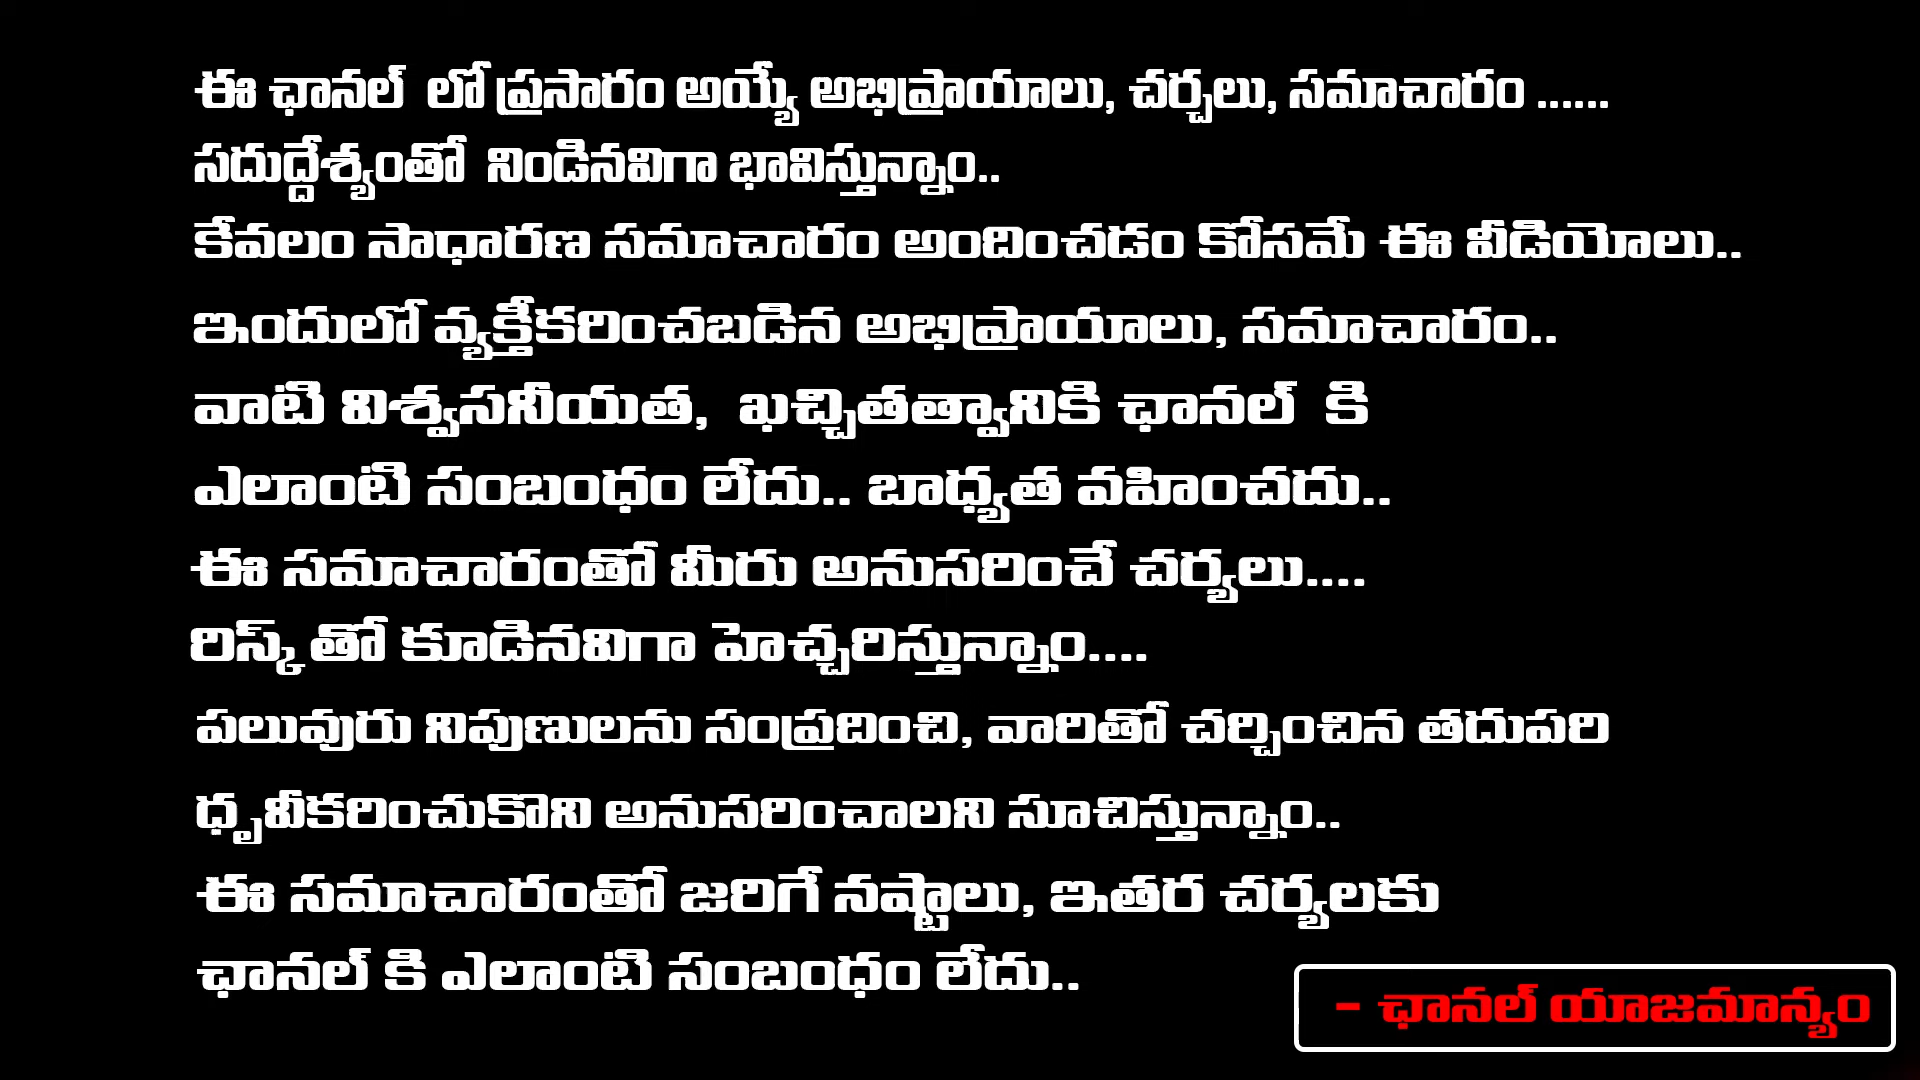 ఈ ఛానల్ లో ప్రసారం అయ్యే అభిప్రాయాలు, చర్చలు, సమాచారం ......
సదుద్దేశ్యంతో నిండినవిగా భావిస్తున్నాం..
కేవలం సాధారణ సమాచారం అందించడం కోసమే ఈ వీడియోలు..
ఇందులో వ్యక్తీకరించబడిన అభిప్రాయాలు, సమాచారం..
వాటి విశ్వసనీయత, ఖచ్చితత్వానికి ఛానల్ కి
ఎలాంటి సంబంధం లేదు.. బాధ్యత వహించదు..
ఈ సమాచారంతో మీరు అనుసరించే చర్యలు....
రిస్క్ తో కూడినవిగా హెచ్చరిస్తున్నాం....
పలువురు నిపుణులను సంప్రదించి, వారితో చర్చించిన తదుపరి
ధృవీకరించుకొని అనుసరించాలని సూచిస్తున్నాం..
ఈ సమాచారంతో జరిగే నష్టాలు, ఇతర చర్యలకు
ఛానల్ కి ఎలాంటి సంబంధం లేదు..
- ఛానల్ యాజమాన్యం